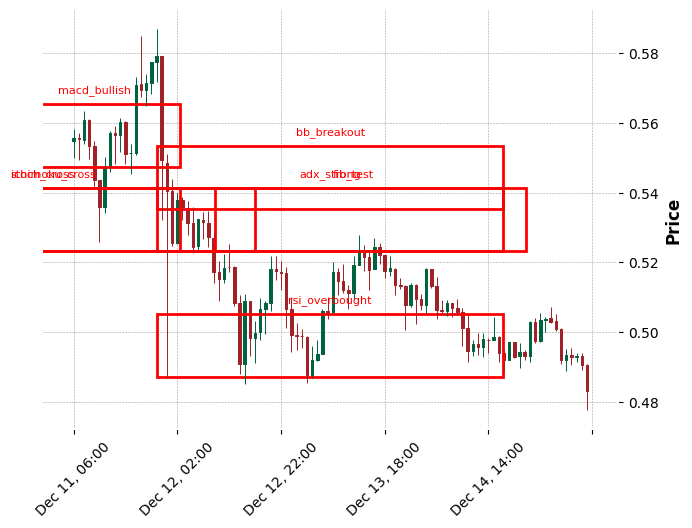 0.58
macd_bullish
0.56
bb_breakout
adx_strong
0.54
Price
0.52
rsi_overbought
0.50
0.48
Dec 11, 06:00
Dec 12, 02:00
Dec 12, 22:00
Dec 13, 18:00
Dec 14, 14:00